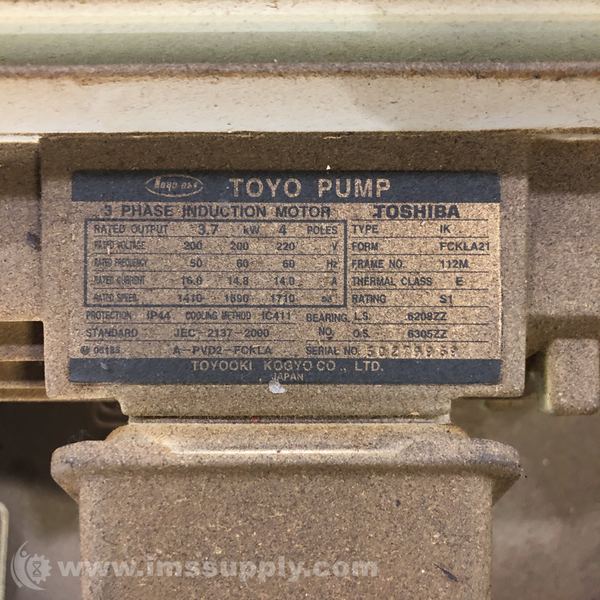 Toyo oki TOYO PUMP
3 PHASE INDUCTION MOTOR TOSHIBA
RATED OUTPUT 3.7 kW 4 POLES TYPE IK
RATED VOLTAGE 200 200 220 V FORM FCKLA21
RATED FREQUENCY 50 60 60 Hz FRAME NO. 112M
RATED CURRENT 16.0 14.8 14.0 A THERMAL CLASS E
RATED SPEED 1410 1690 1710 RATING S1
PROTECTION IP44 COOLING METHOD IC411 BEARING L.S. 6208ZZ
STANDARD JEC-2137-2000 NO. O.S. 6305ZZ
A-PVD2-FCKLA SERIAL NO.
TOYOOKI KOGYO CO., LTD.
JAPAN
www.imssupply.com